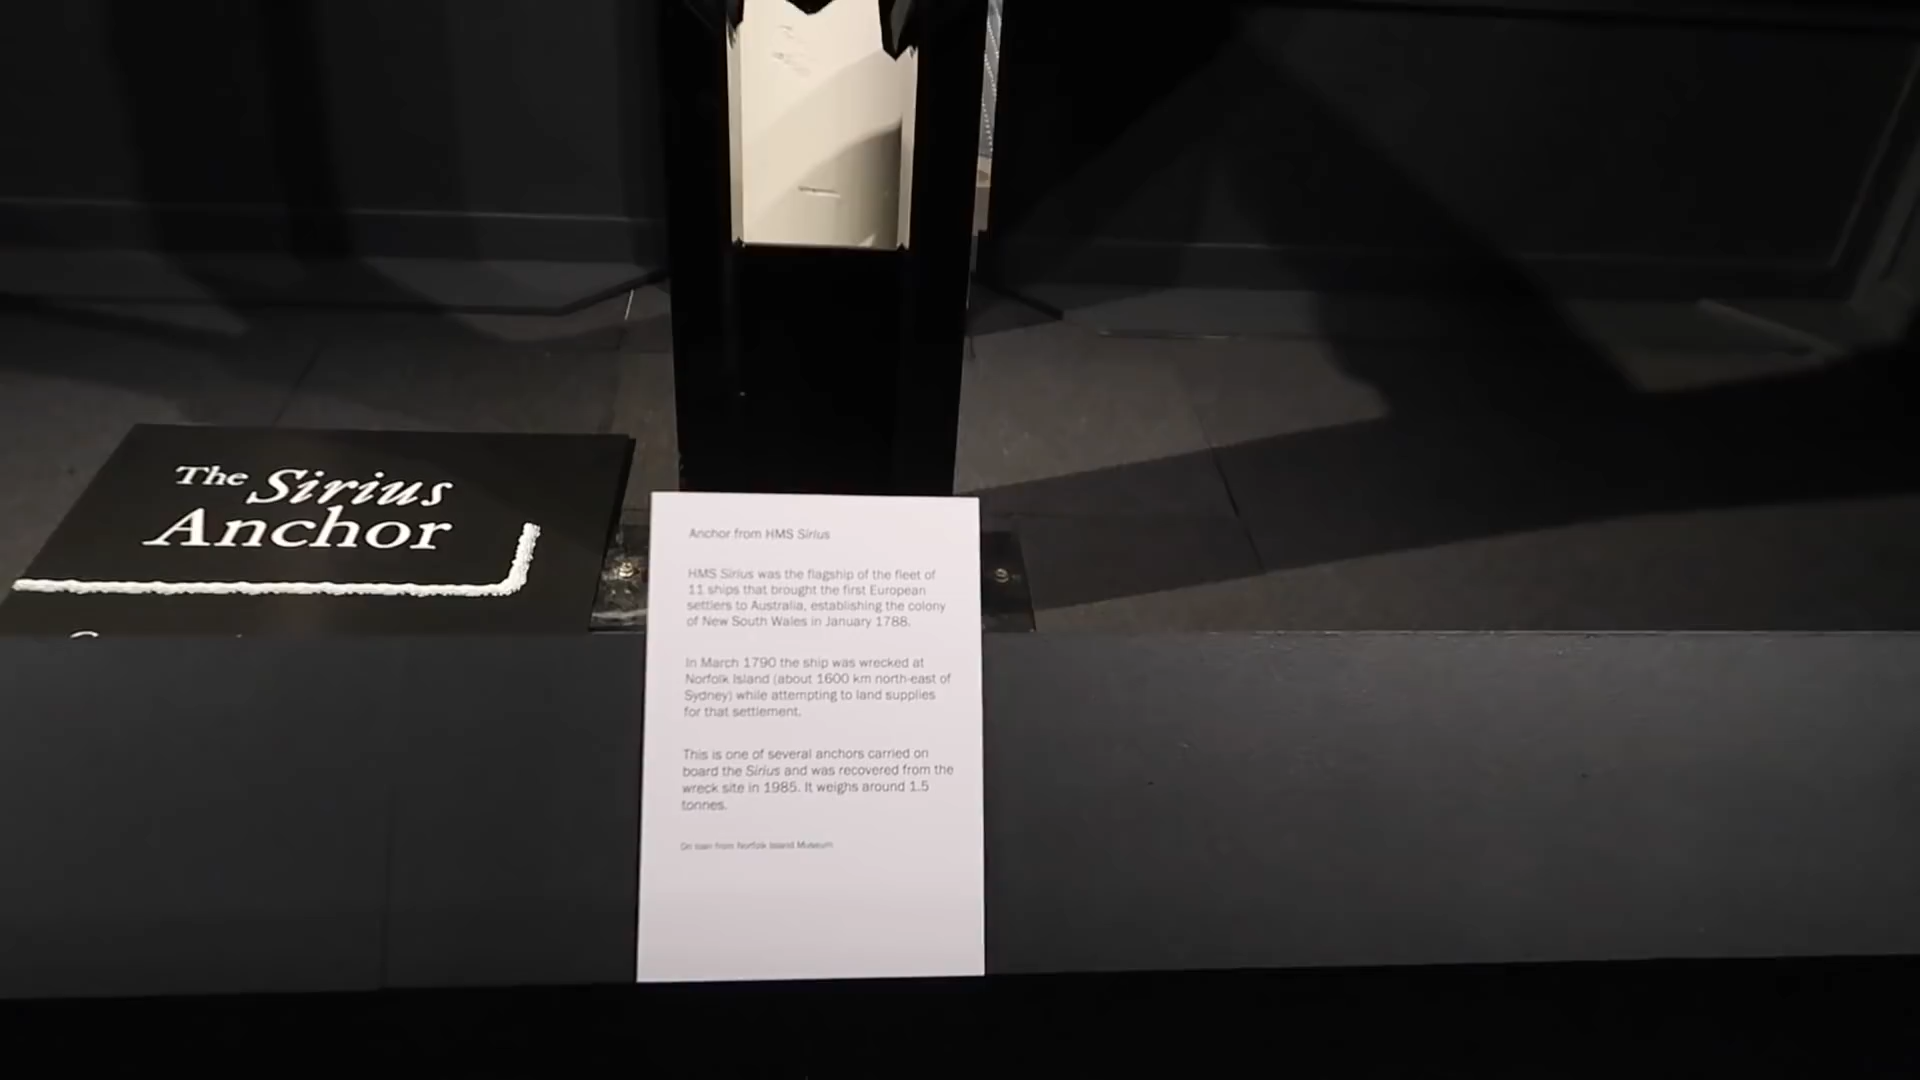 The Sirius
Anchor
Anchor from HMS Sirius
HMS Sirius was the flagship of the fleet of
11 ships that brought the first European
settlers to Australia, establishing the colony
of New South Wales in January 1788.
In March 1790 the ship was wrecked at
Norfolk Island (about 1600 km north-east of
Sydney) while attempting to land supplies
for that settlement.
This is one of several anchors carried on
board the Sirius and was recovered from the
wreck site in 1985. It weighs around 1.5
tonnes.
On loan from Norfolk Island Museum